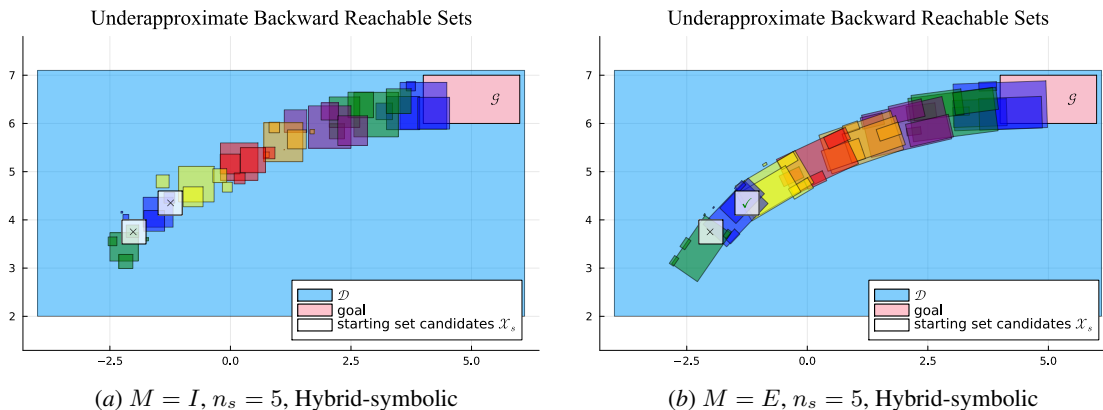 Underapproximate Backward Reachable Sets
7
6
5
4
3
2
−2.5 0.0 2.5 5.0
𝒢
×
×
𝒟
goal
starting set candidates 𝒳ₛ
(a) M = I, nₛ = 5, Hybrid-symbolic
Underapproximate Backward Reachable Sets
7
6
5
4
3
2
−2.5 0.0 2.5 5.0
𝒢
✓
×
𝒟
goal
starting set candidates 𝒳ₛ
(b) M = E, nₛ = 5, Hybrid-symbolic